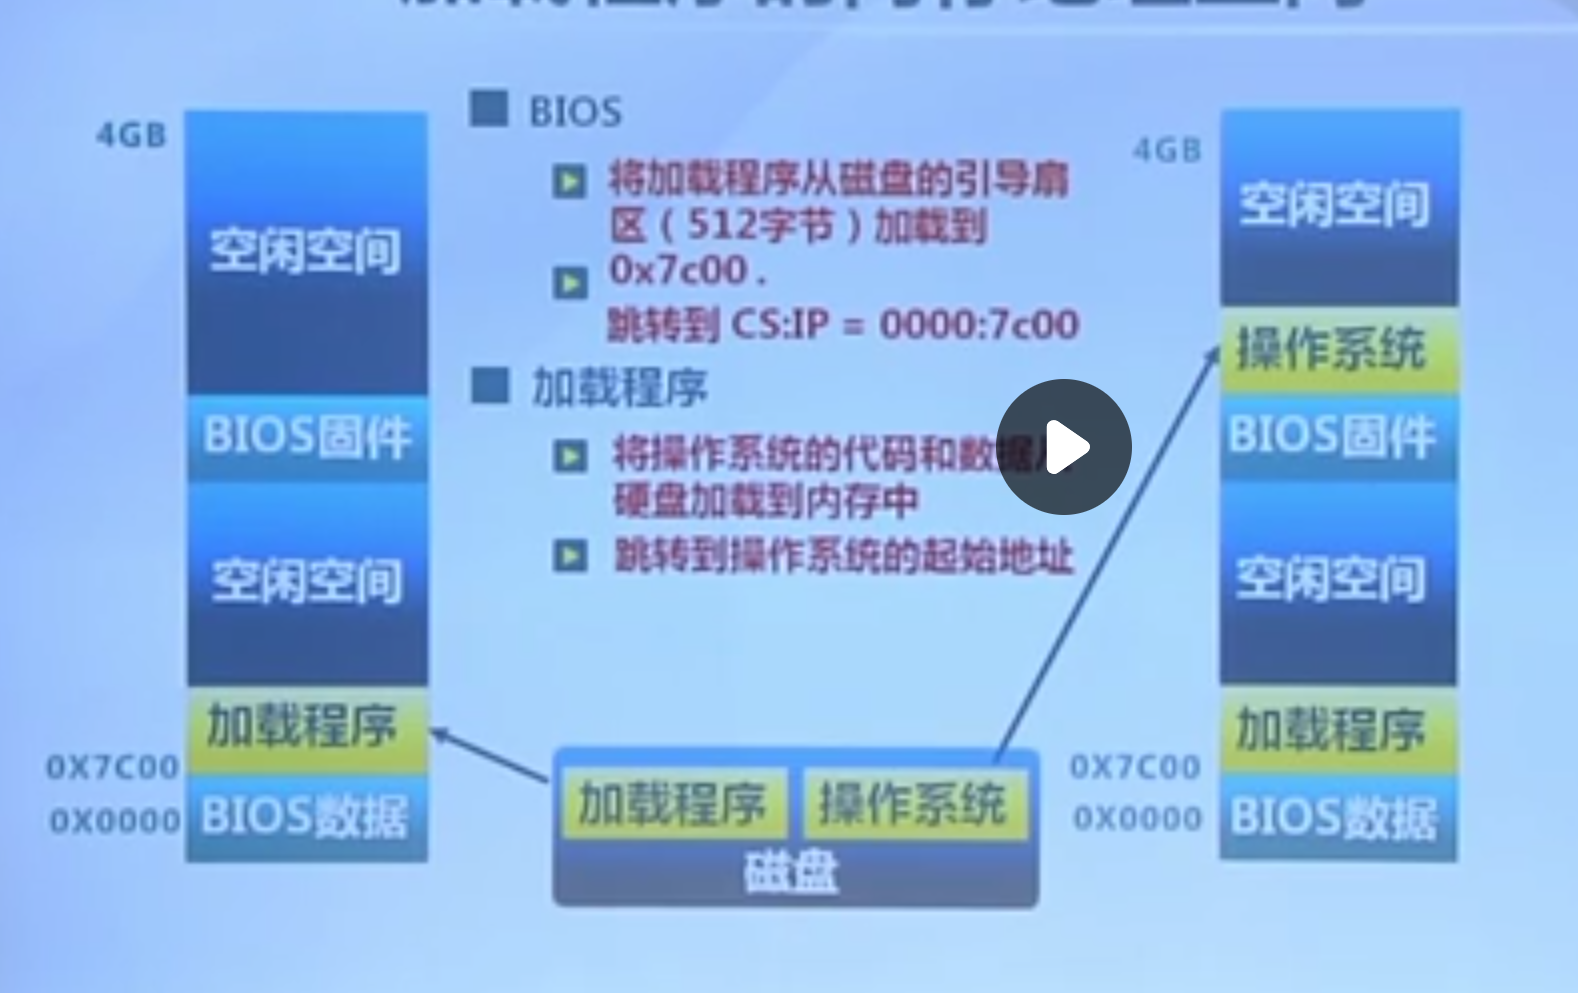 BIOS
将加载程序从磁盘的引导扇
区（512字节）加载到
0x7c00 .
跳转到 CS:IP = 0000:7c00
加载程序
将操作系统的代码和数据从
硬盘加载到内存中
跳转到操作系统的起始地址
4GB
空闲空间
BIOS固件
空闲空间
加载程序
0X7C00
0X0000
BIOS数据
加载程序
操作系统
磁盘
4GB
空闲空间
操作系统
BIOS固件
空闲空间
加载程序
0X7C00
0X0000
BIOS数据